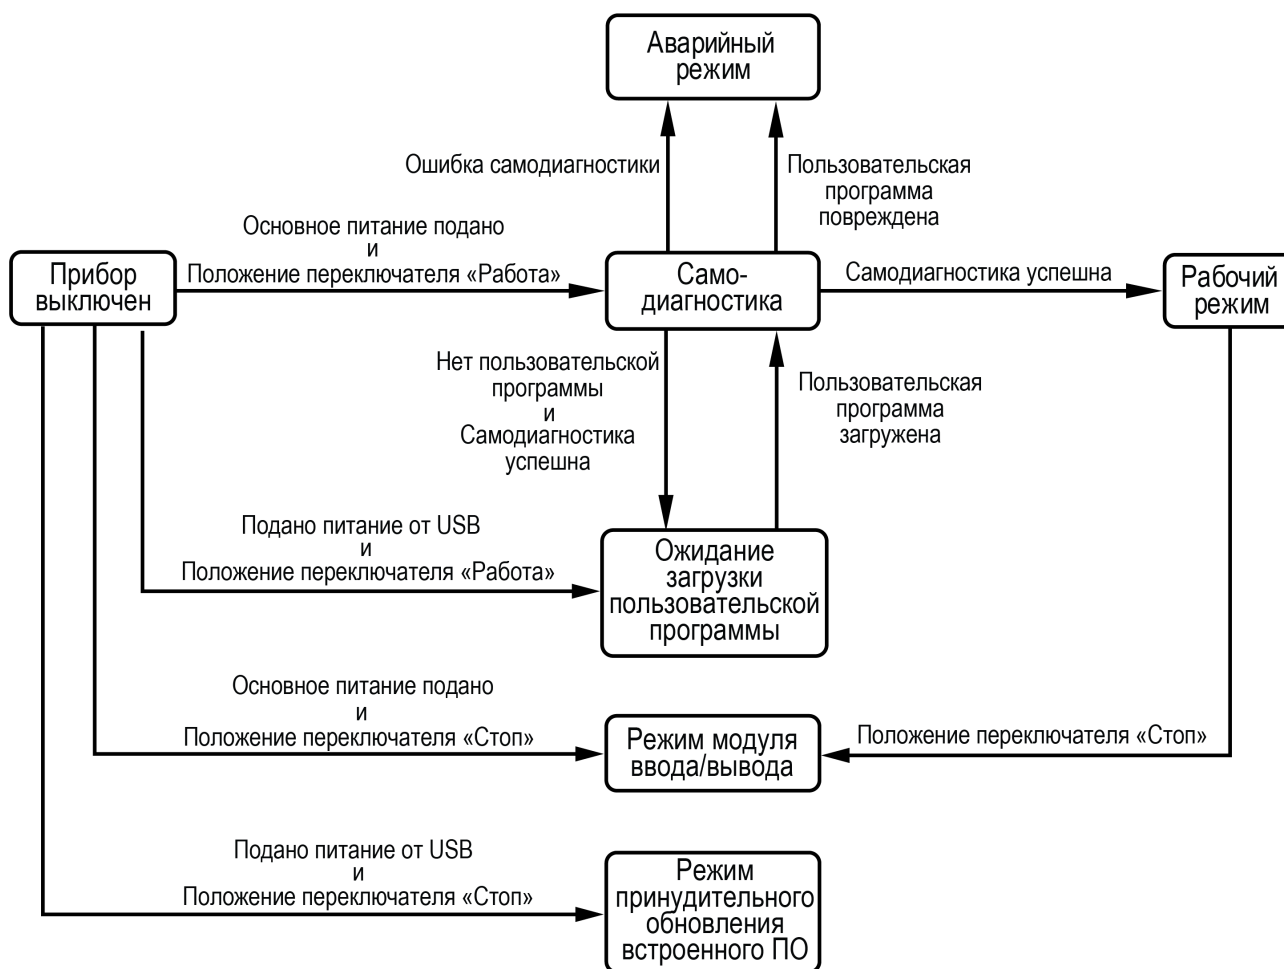 Аварийный
режим
Ошибка самодиагностики
Пользовательская
программа
повреждена
Основное питание подано
и
Положение переключателя «Работа»
Прибор
выключен
Само-
диагностика
Самодиагностика успешна
Рабочий
режим
Нет пользовательской
программы
и
Самодиагностика
успешна
Пользовательская
программа
загружена
Подано питание от USB
и
Положение переключателя «Работа»
Ожидание
загрузки
пользовательской
программы
Основное питание подано
и
Положение переключателя «Стоп»
Режим модуля
ввода/вывода
Положение переключателя «Стоп»
Подано питание от USB
и
Положение переключателя «Стоп»
Режим
принудительного
обновления
встроенного ПО